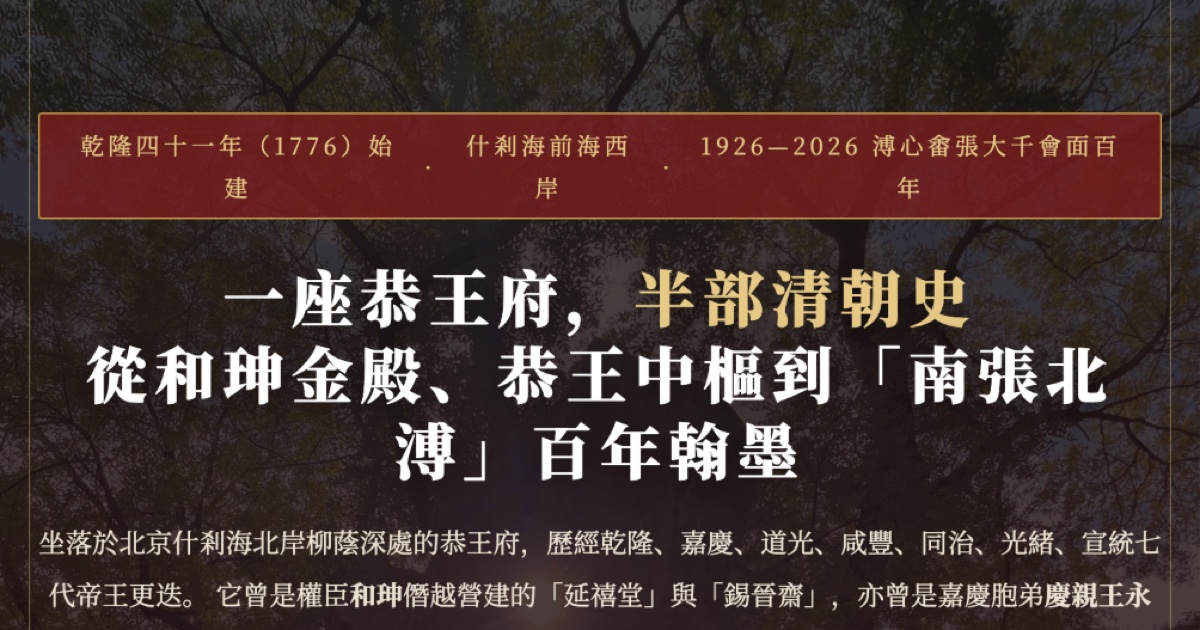 乾隆四十一年（1776）始建
·
什剎海前海西岸
·
1926—2026 溥心畬張大千會面百年
一座恭王府，半部清朝史
從和珅金殿、恭王中樞到「南張北
溥」百年翰墨
坐落於北京什剎海北岸柳蔭深處的恭王府，歷經乾隆、嘉慶、道光、咸豐、同治、光緒、宣統七
代帝王更迭。 它曾是權臣和珅僭越營建的「延禧堂」與「錫晉齋」，亦曾是嘉慶胞弟慶親王永